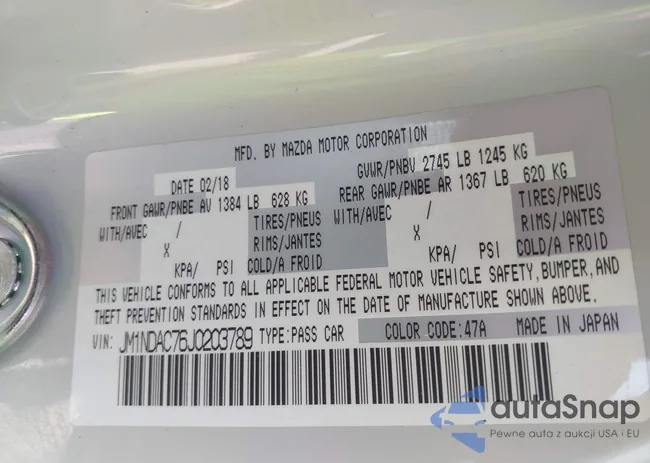 MFD. BY MAZDA MOTOR CORPORATION
DATE 02/18 GVWR/PNBV 2745 LB 1245 KG
FRONT GAWR/PNBE AV 1384 LB 628 KG REAR GAWR/PNBE AR 1367 LB 620 KG
WITH/AVEC / TIRES/PNEUS WITH/AVEC / TIRES/PNEUS
X RIMS/JANTES X RIMS/JANTES
KPA/ PSI COLD/A FROID KPA/ PSI COLD/A FROID
THIS VEHICLE CONFORMS TO ALL APPLICABLE FEDERAL MOTOR VEHICLE SAFETY, BUMPER, AND
THEFT PREVENTION STANDARDS IN EFFECT ON THE DATE OF MANUFACTURE SHOWN ABOVE.
VIN: JM1NDAC76J0203789 TYPE: PASS CAR COLOR CODE: 47A MADE IN JAPAN
autaSnap
Pewne auta z aukcji USA i EU